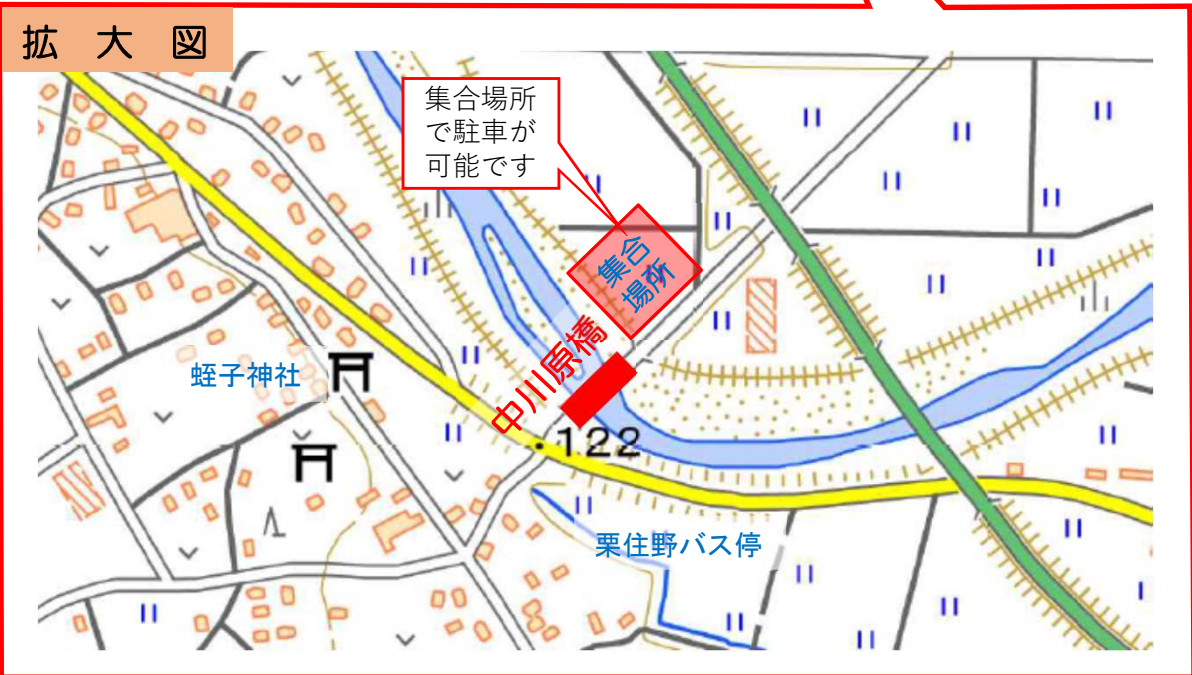 拡 大 図
集合場所
で駐車が
可能です
集合
場所
中川原橋
蛭子神社
122
栗住野バス停